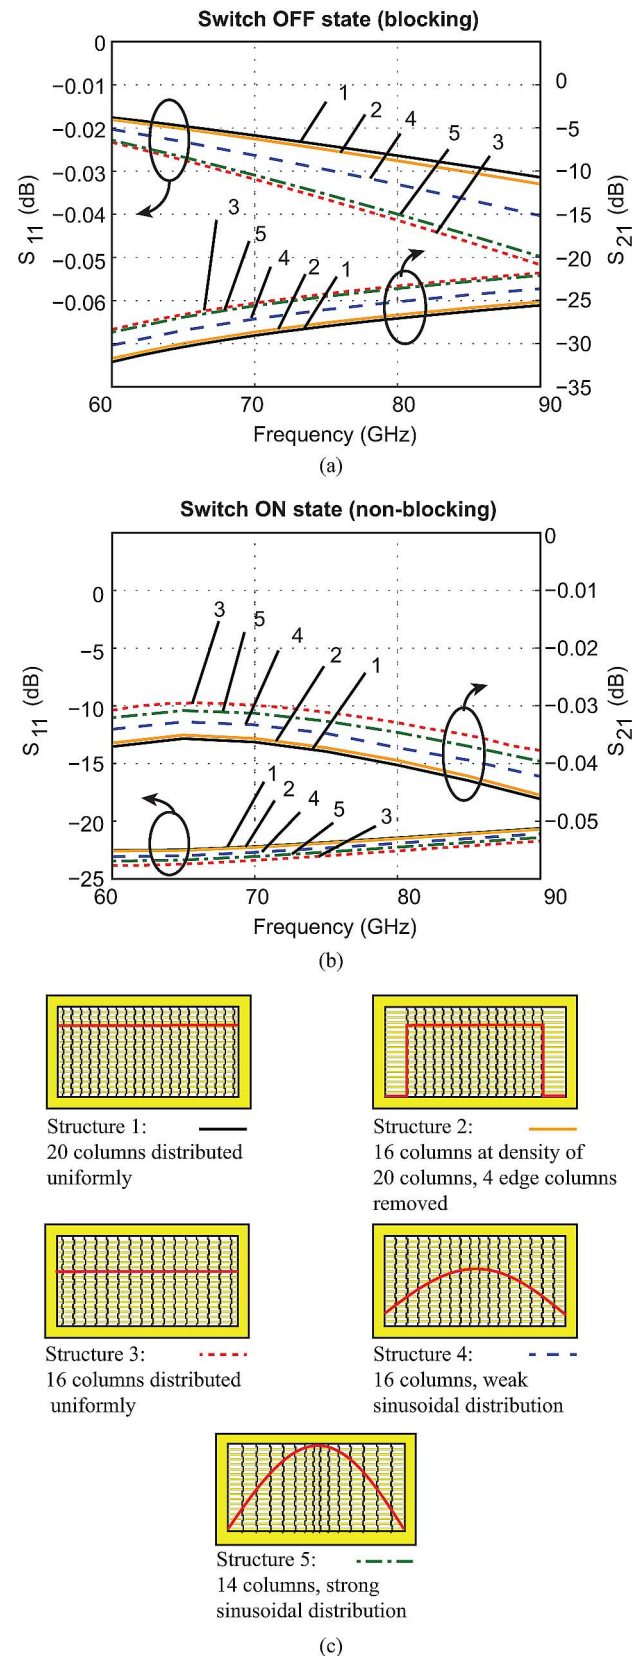 Switch OFF state (blocking)
0
−0.01
−0.02
−0.03
−0.04
−0.05
−0.06
S11 (dB)
0
−5
−10
−15
−20
−25
−30
−35
S21 (dB)
1
2
4
5
3
3
5
4
2
1
60
70
80
90
Frequency (GHz)
(a)
Switch ON state (non-blocking)
0
−5
−10
−15
−20
−25
S11 (dB)
0
−0.01
−0.02
−0.03
−0.04
−0.05
S21 (dB)
3
5
4
2
1
1
2
4
5
3
60
70
80
90
Frequency (GHz)
(b)
Structure 1:
20 columns distributed
uniformly
Structure 2:
16 columns at density of
20 columns, 4 edge columns
removed
Structure 3:
16 columns distributed
uniformly
Structure 4:
16 columns, weak
sinusoidal distribution
Structure 5:
14 columns, strong
sinusoidal distribution
(c)